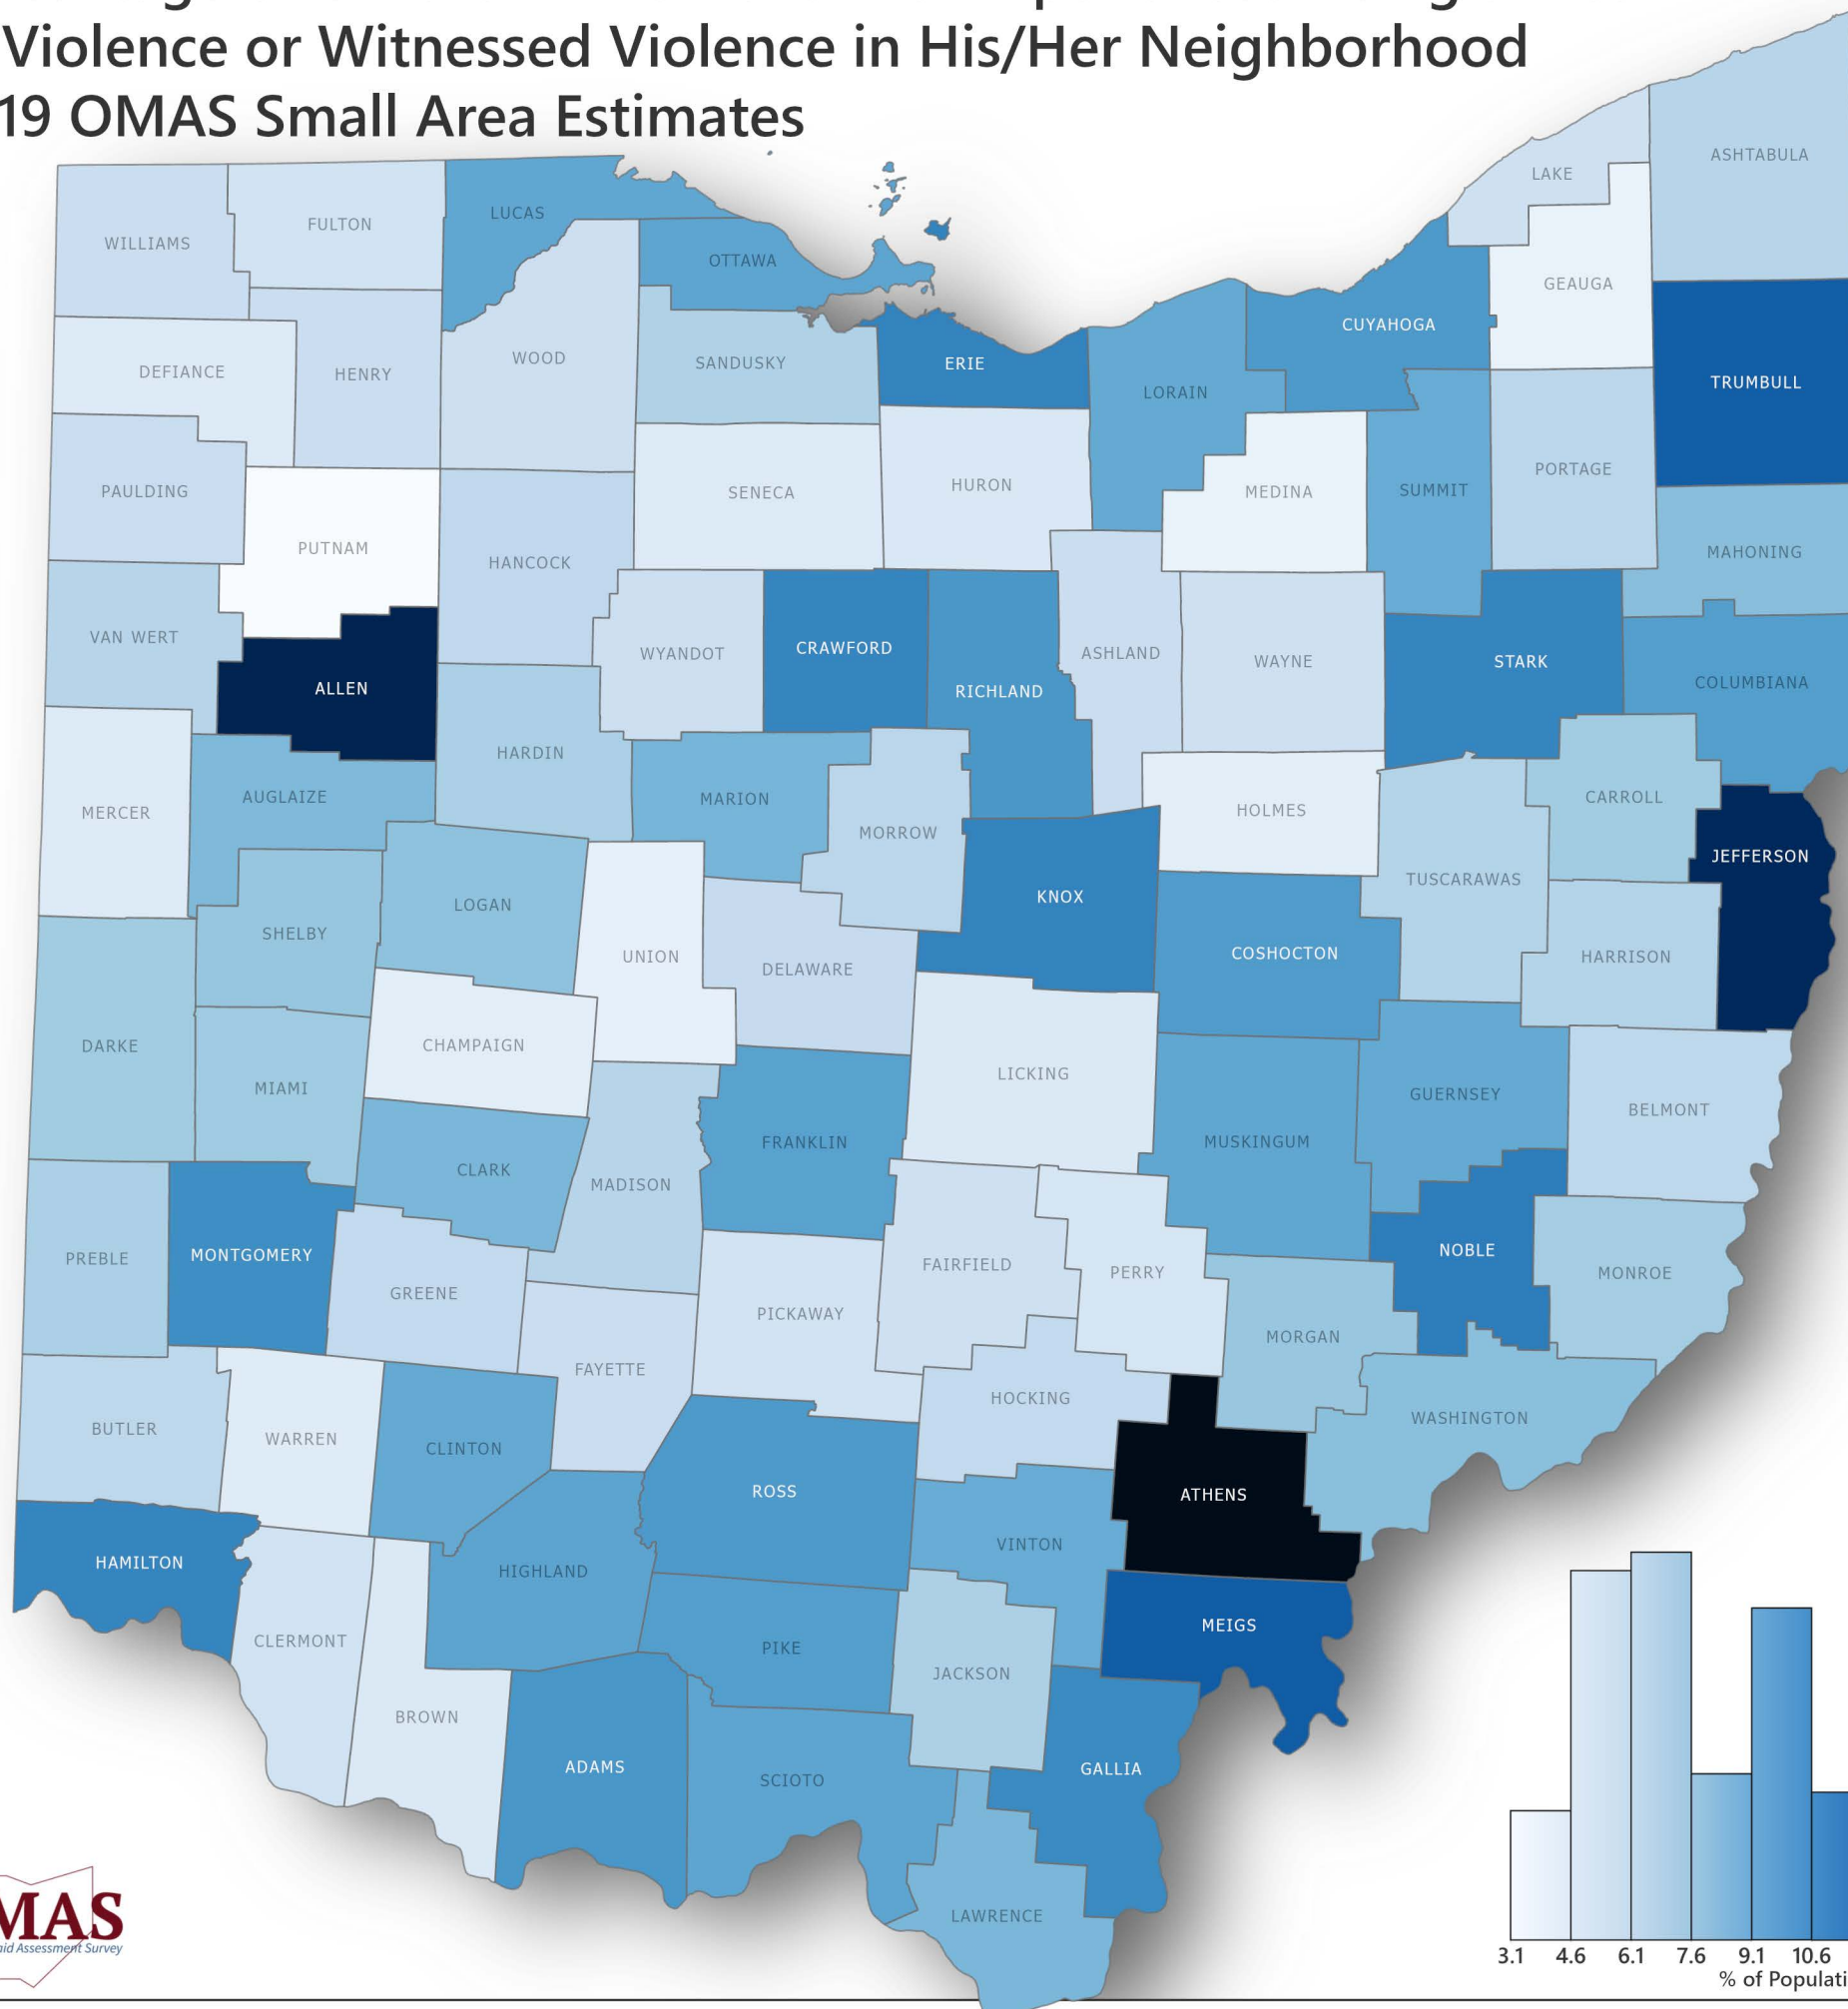 Violence or Witnessed Violence in His/Her Neighborhood
19 OMAS Small Area Estimates
ASHTABULA
LAKE
LUCAS
FULTON
WILLIAMS
OTTAWA
GEAUGA
CUYAHOGA
WOOD
SANDUSKY
ERIE
DEFIANCE
HENRY
TRUMBULL
LORAIN
PORTAGE
HURON
PAULDING
SENECA
MEDINA
SUMMIT
PUTNAM
MAHONING
HANCOCK
VAN WERT
CRAWFORD
WYANDOT
ASHLAND
WAYNE
STARK
COLUMBIANA
ALLEN
RICHLAND
HARDIN
AUGLAIZE
MARION
CARROLL
MERCER
HOLMES
MORROW
JEFFERSON
TUSCARAWAS
KNOX
LOGAN
SHELBY
COSHOCTON
UNION
HARRISON
DELAWARE
DARKE
CHAMPAIGN
LICKING
MIAMI
GUERNSEY
BELMONT
FRANKLIN
MUSKINGUM
CLARK
MADISON
NOBLE
MONTGOMERY
PREBLE
FAIRFIELD
PERRY
MONROE
GREENE
PICKAWAY
MORGAN
FAYETTE
HOCKING
WASHINGTON
BUTLER
WARREN
CLINTON
ROSS
ATHENS
VINTON
HAMILTON
HIGHLAND
MEIGS
CLERMONT
PIKE
JACKSON
BROWN
ADAMS
GALLIA
SCIOTO
LAWRENCE
MAS
aid Assessment Survey
3.1 4.6 6.1 7.6 9.1 10.6
% of Populati